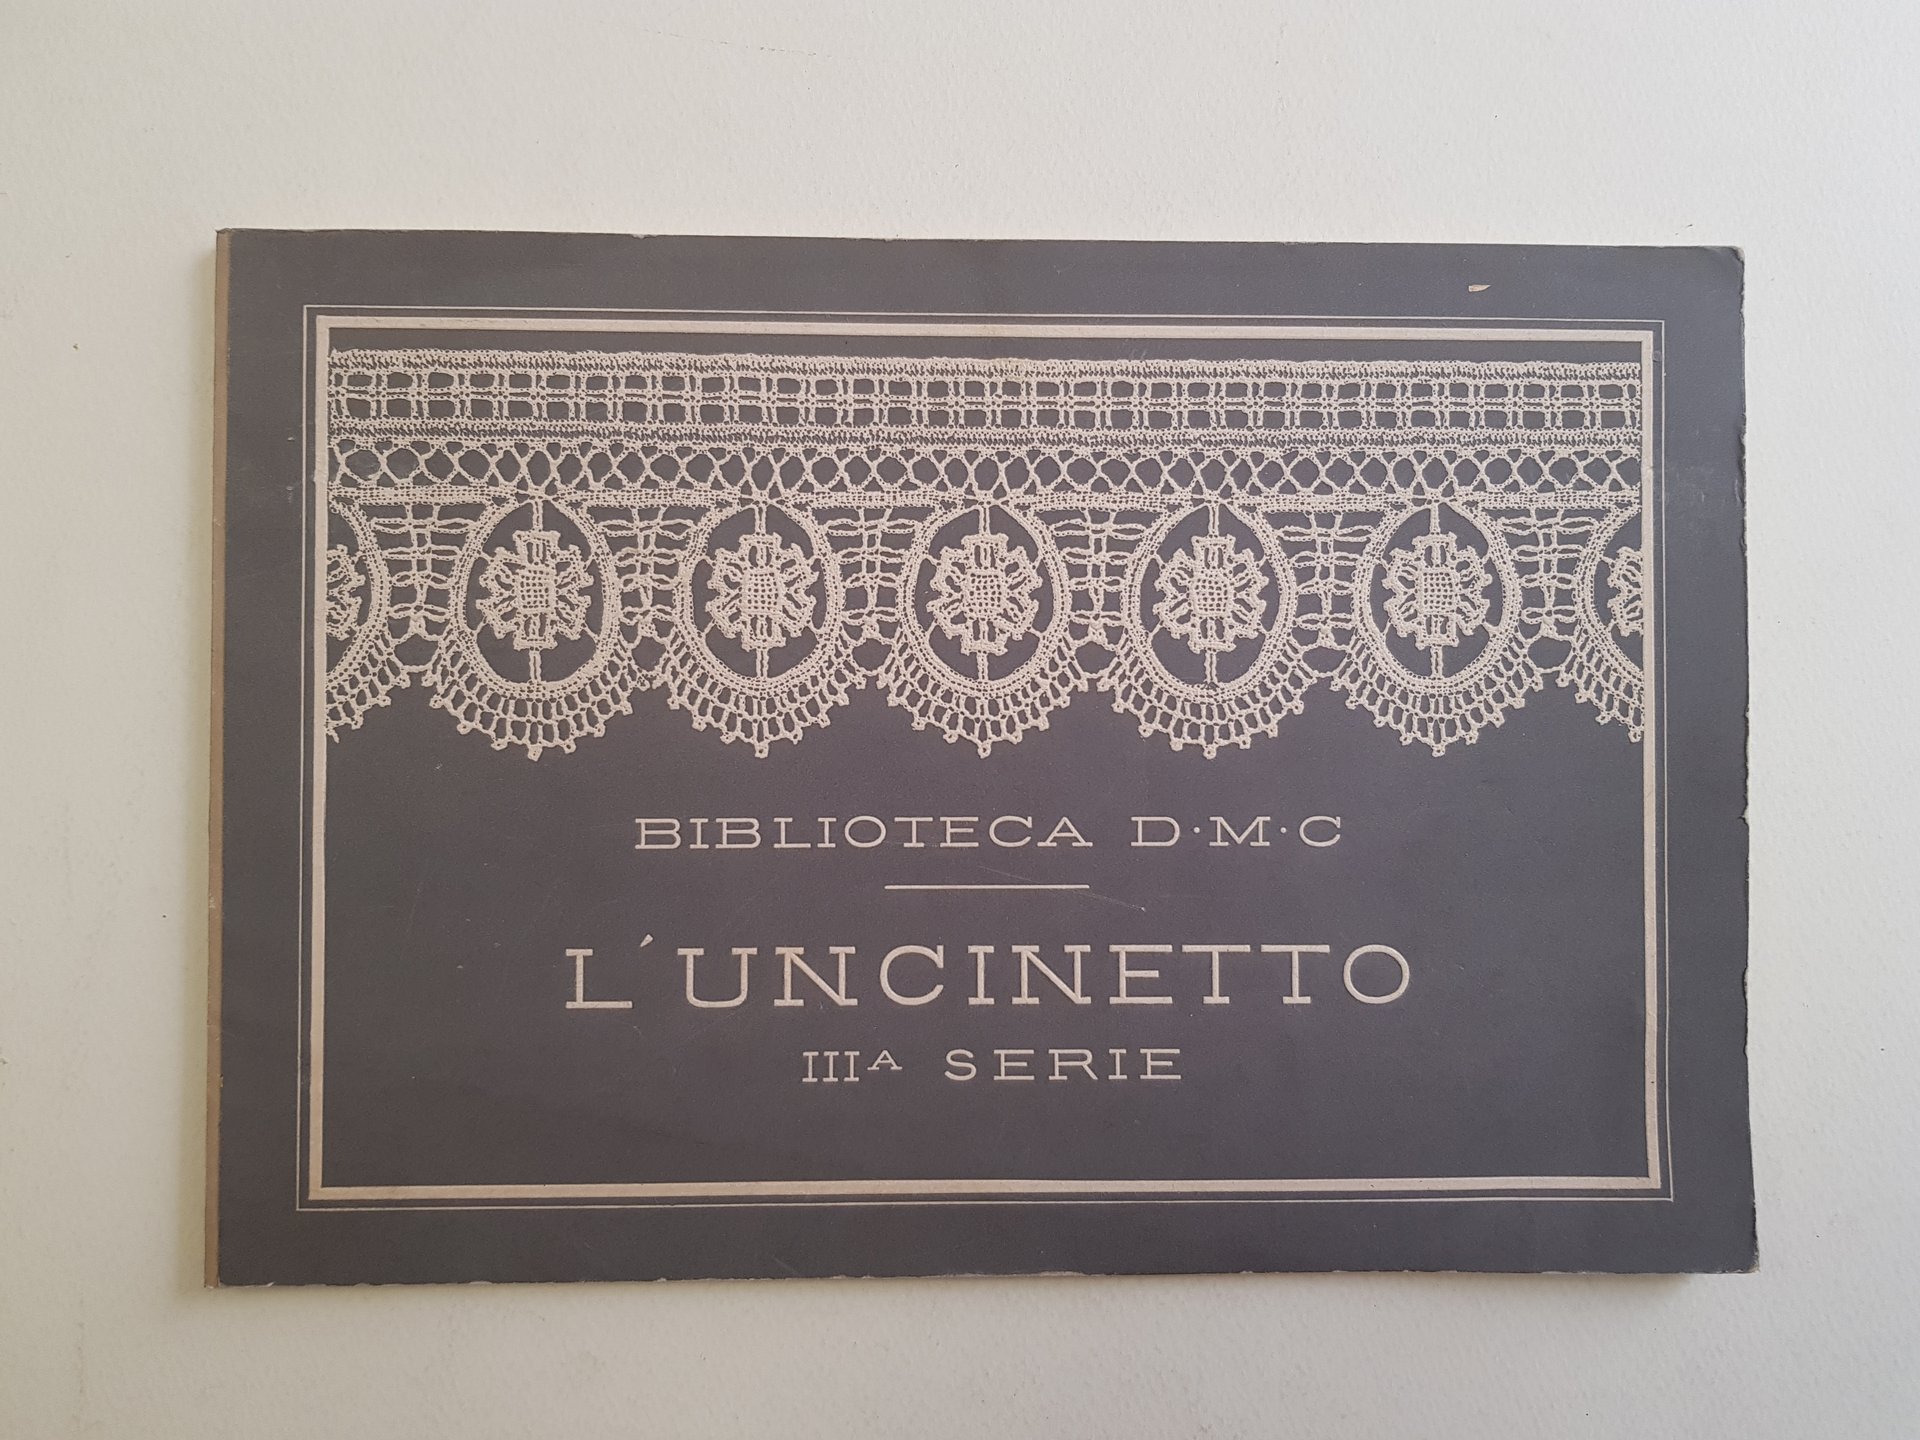 BIBLIOTECA D·M·C
L'UNCINETTO
IIIA SERIE